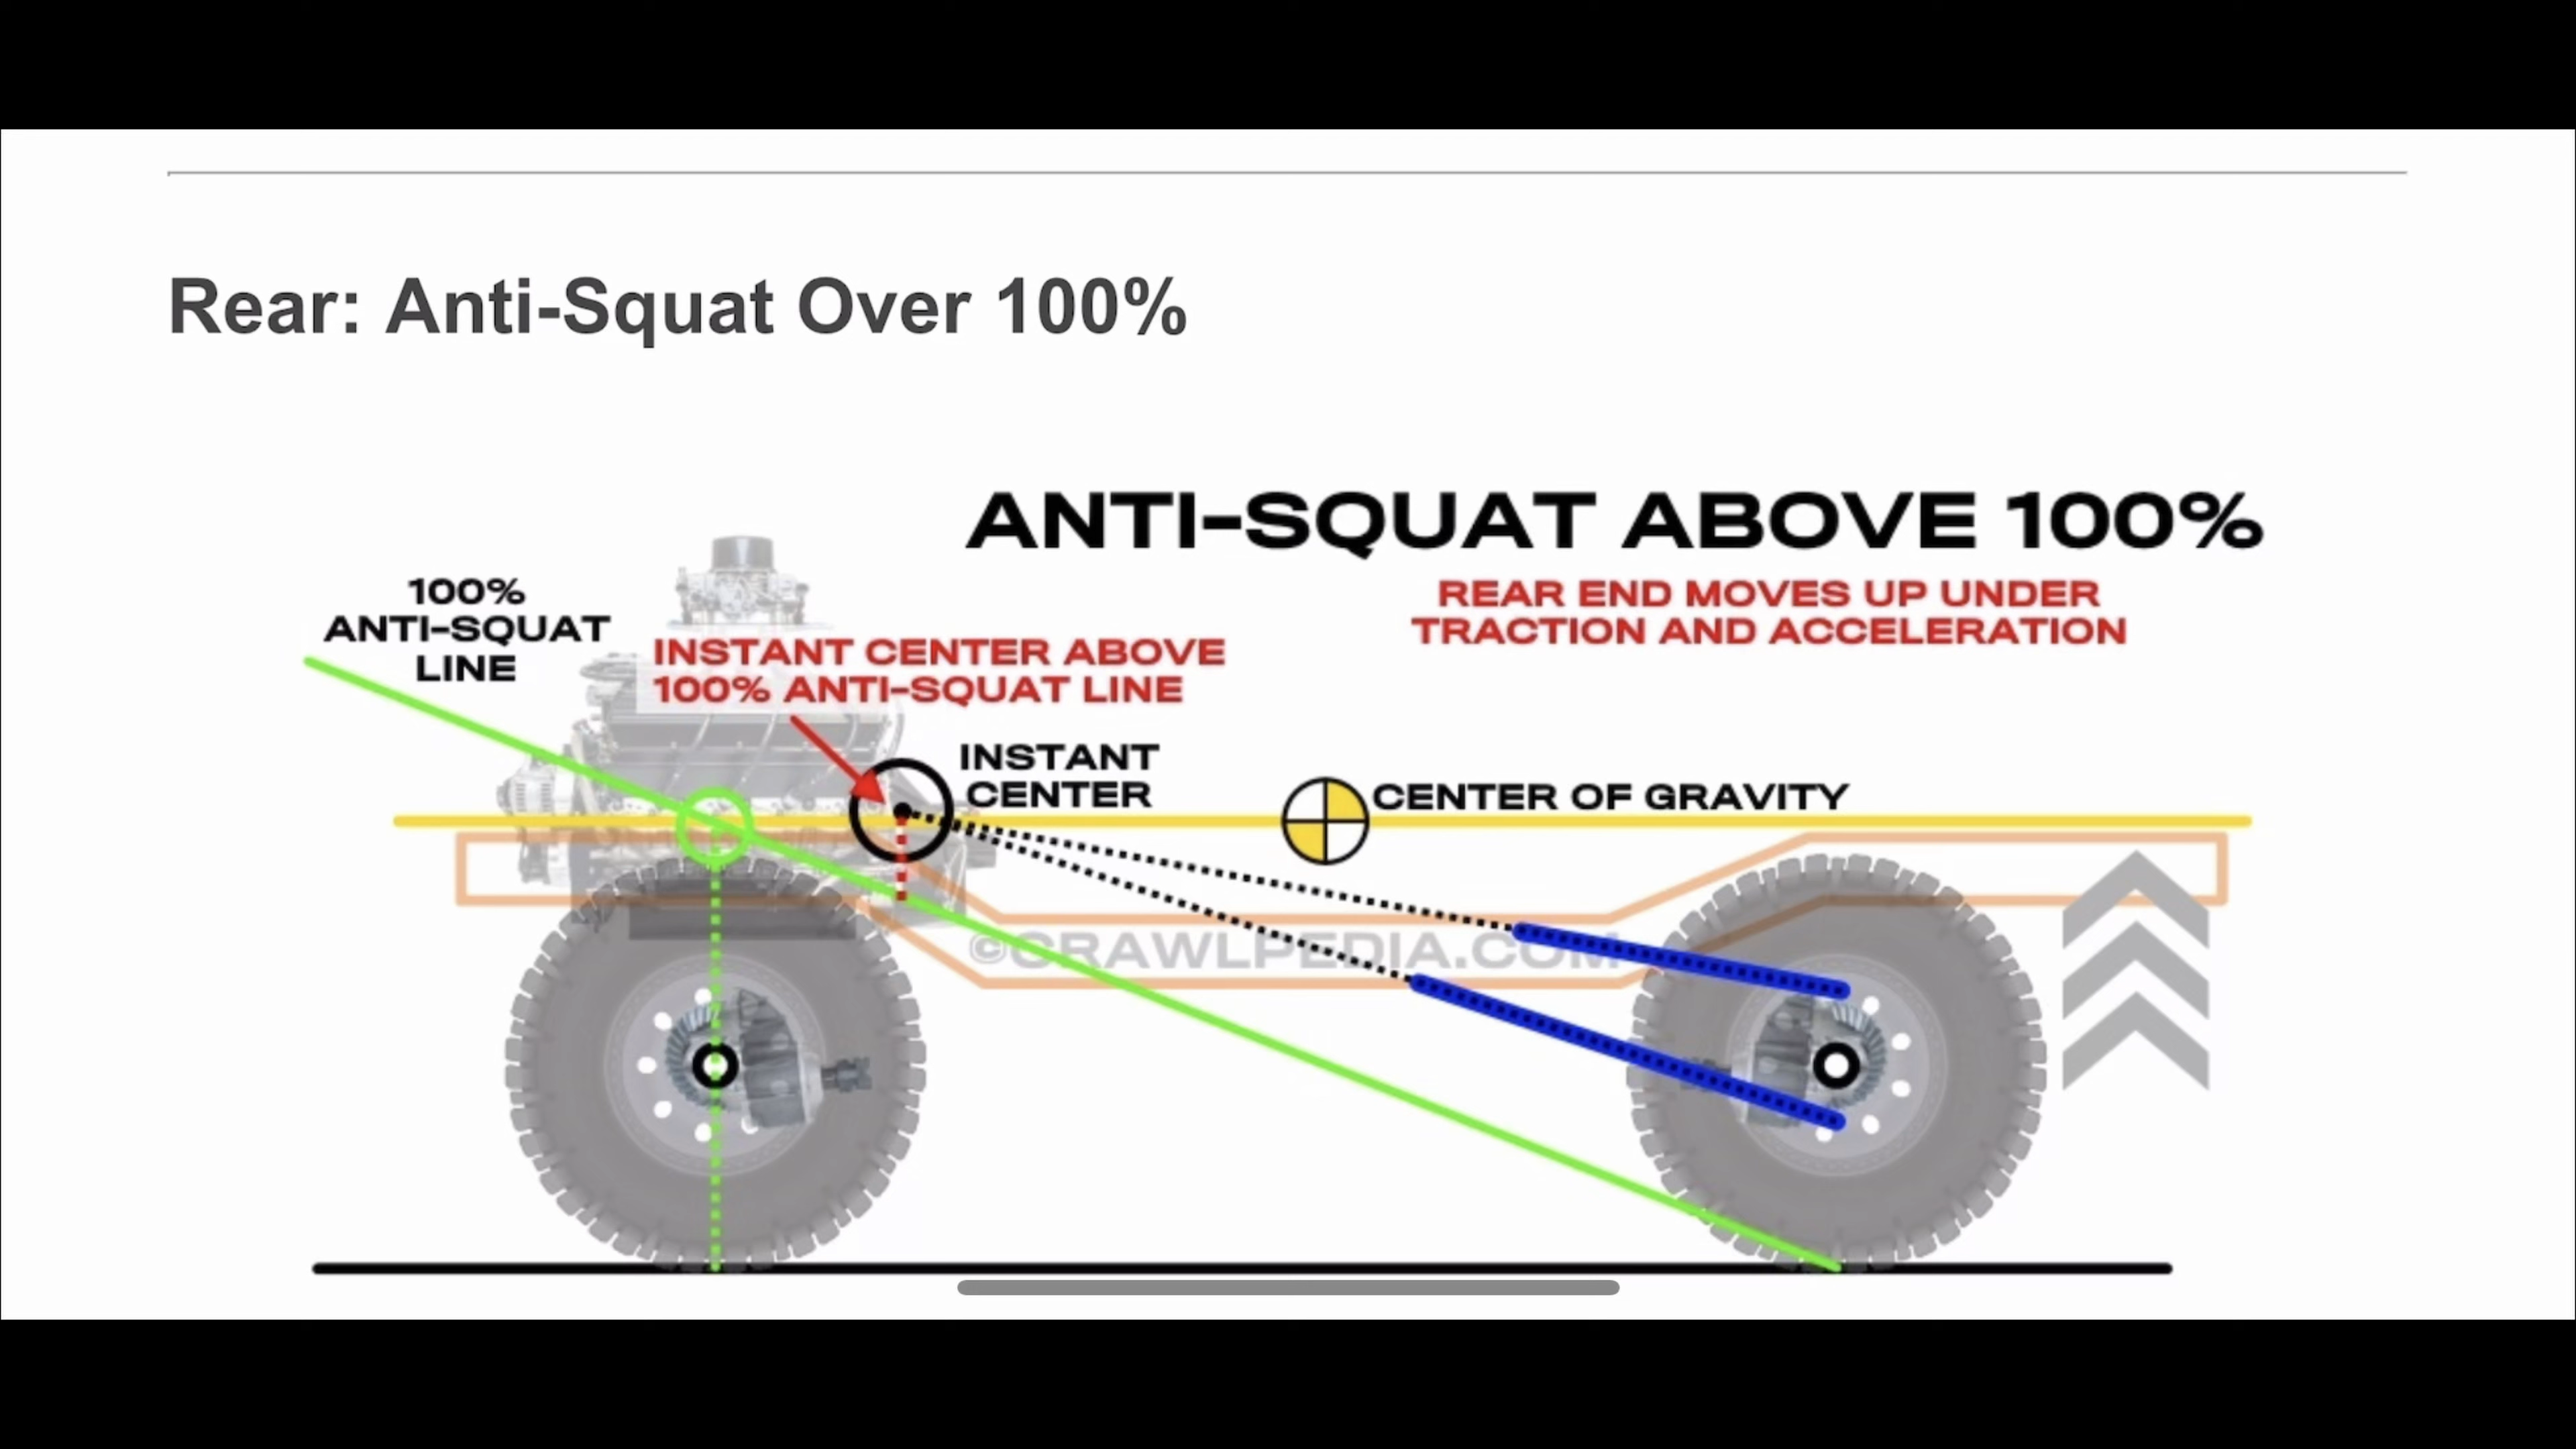 Rear: Anti-Squat Over 100%
ANTI-SQUAT ABOVE 100%
REAR END MOVES UP UNDER
TRACTION AND ACCELERATION
100%
ANTI-SQUAT
LINE
INSTANT CENTER ABOVE
100% ANTI-SQUAT LINE
INSTANT
CENTER
CENTER OF GRAVITY
©CRAWLPEDIA.COM